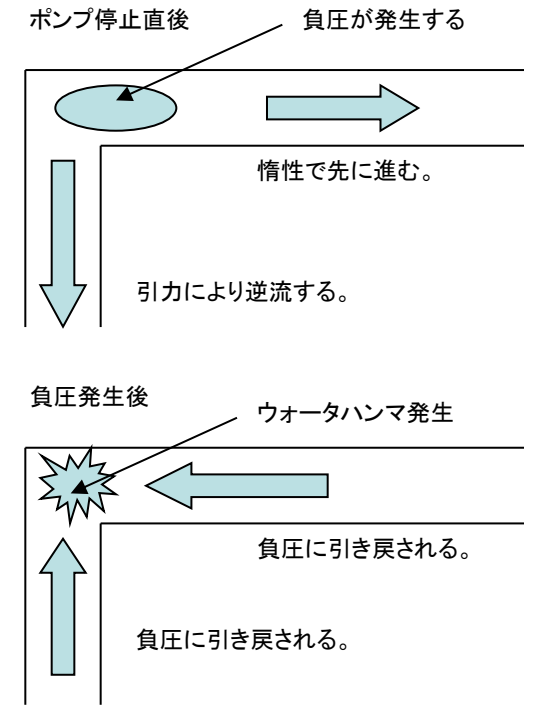 ポンプ停止直後
負圧が発生する
惰性で先に進む。
引力により逆流する。
負圧発生後
ウォータハンマ発生
負圧に引き戻される。
負圧に引き戻される。